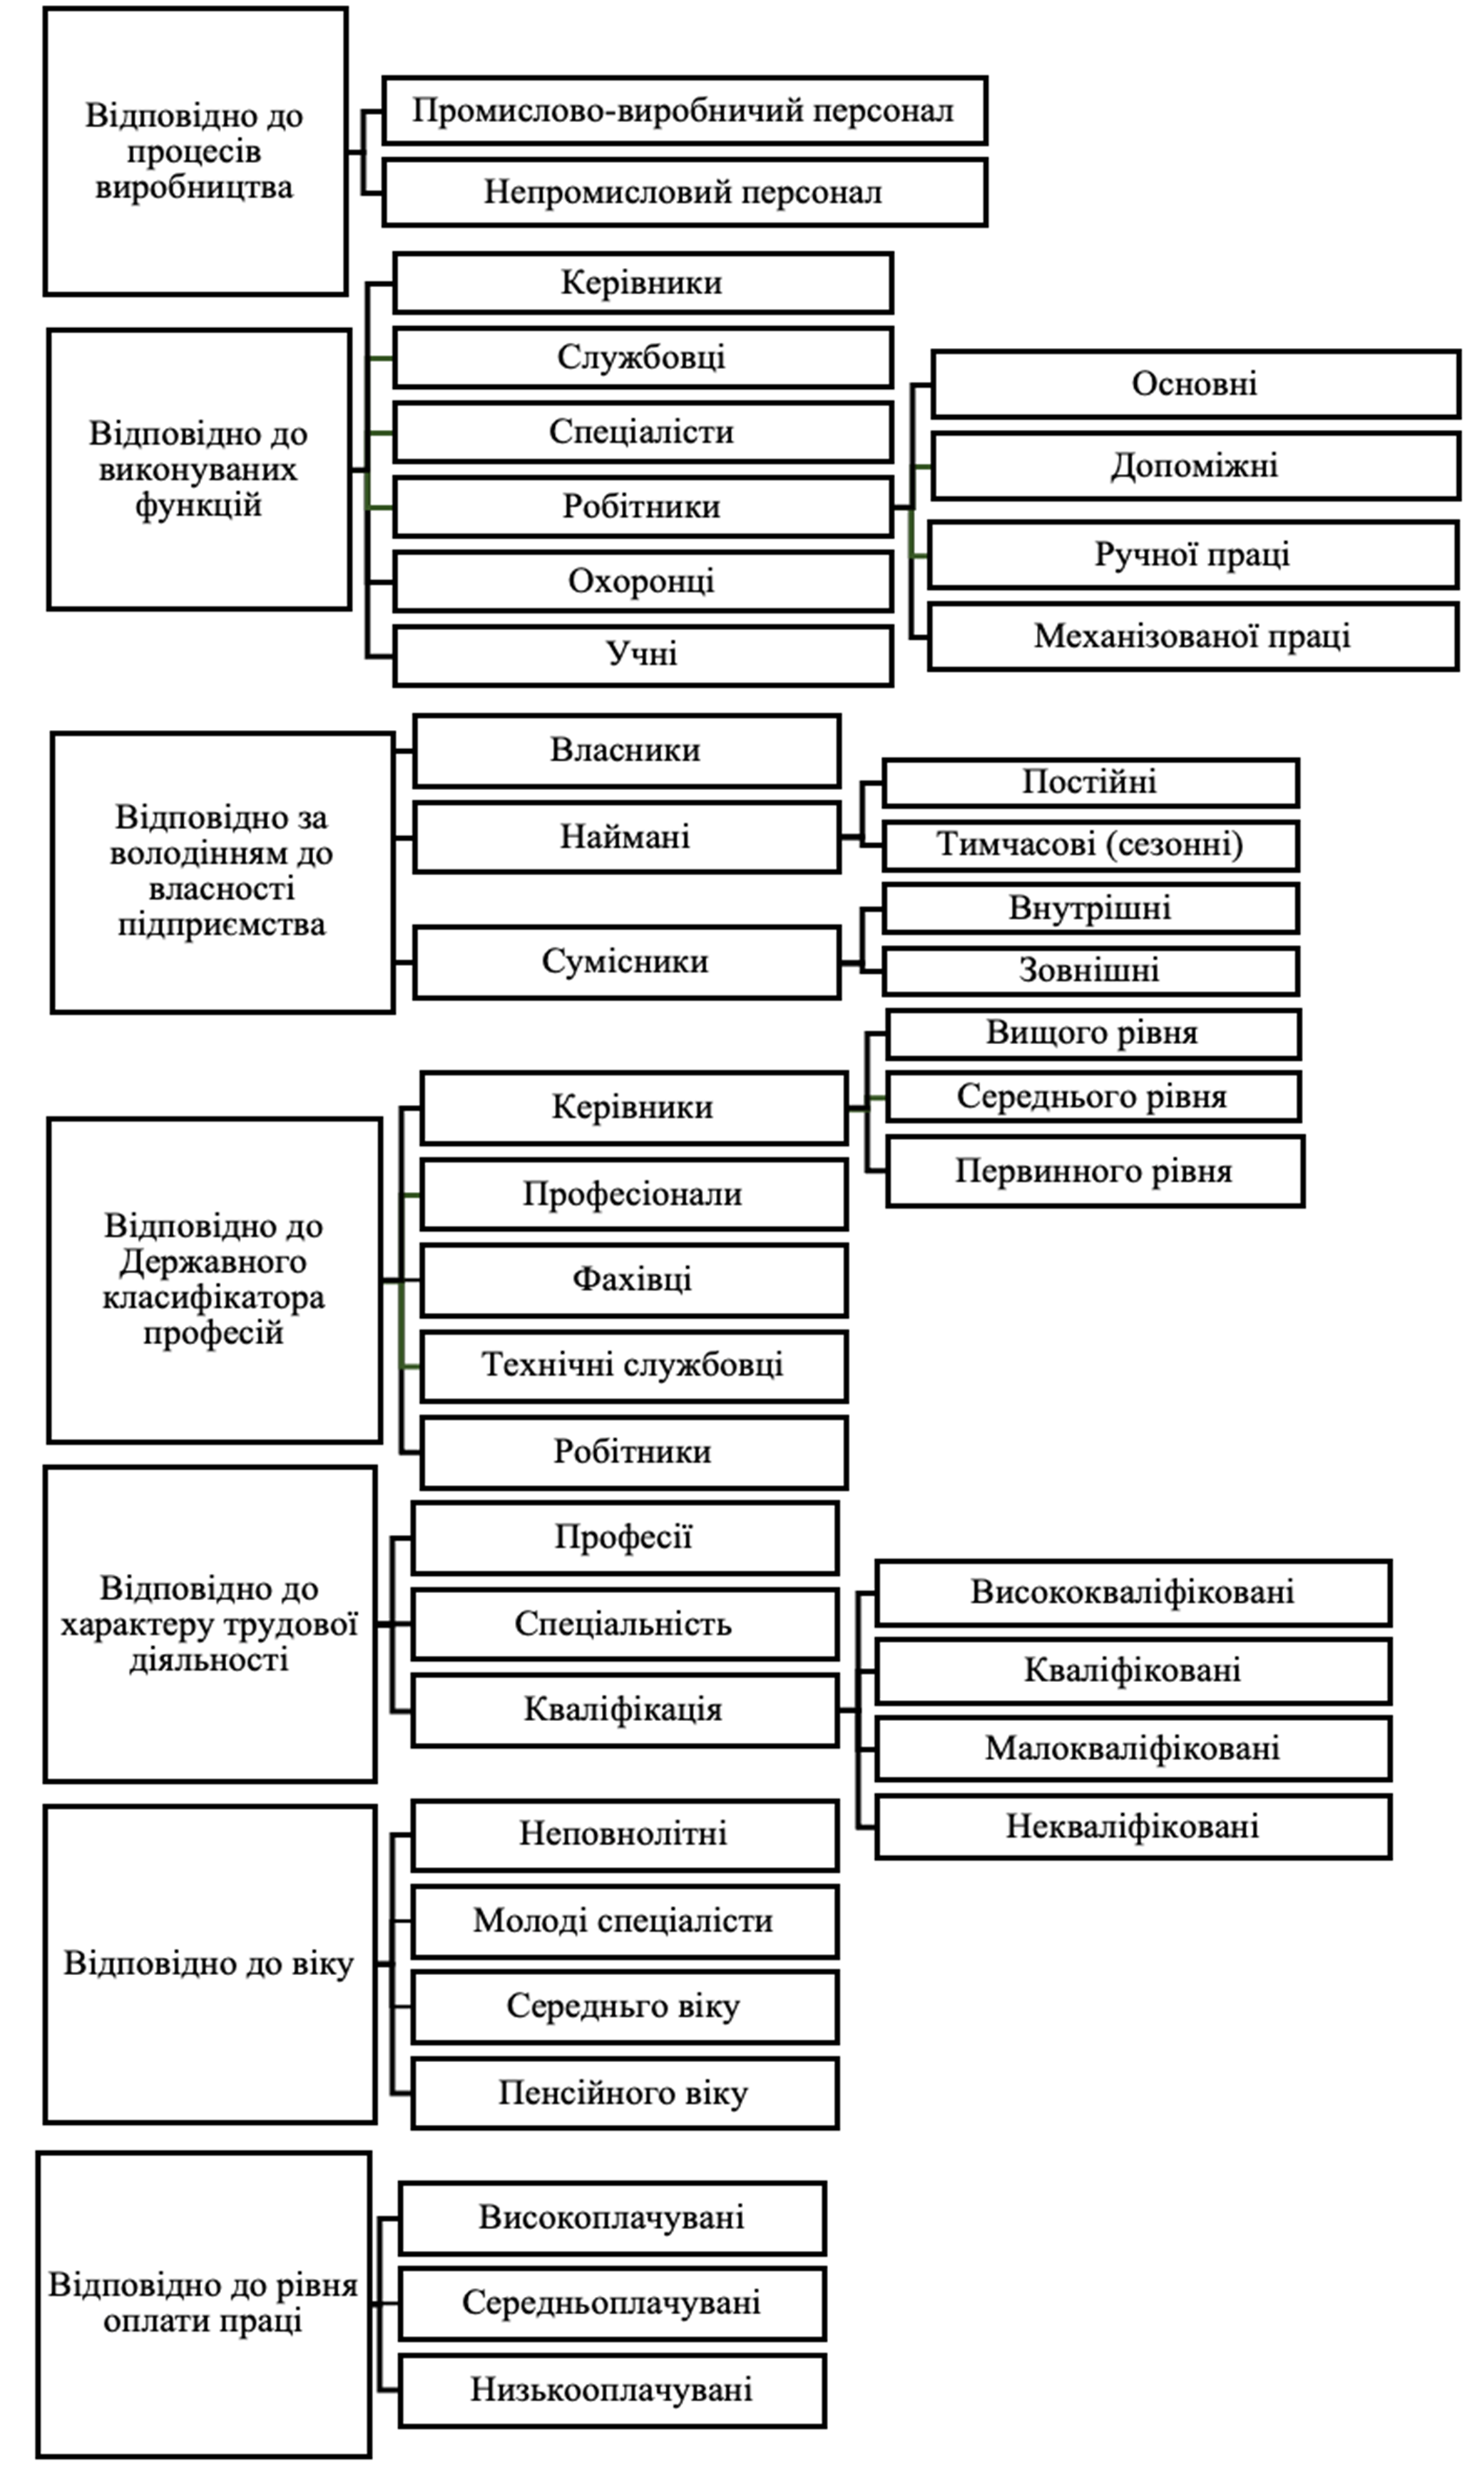 Відповідно до
процесів
виробництва
Промислово-виробничий персонал
Непромисловий персонал
Відповідно до
виконуваних
функцій
Керівники
Службовці
Спеціалісти
Робітники
Охоронці
Учні
Основні
Допоміжні
Ручної праці
Механізованої праці
Відповідно за
володінням до
власності
підприємства
Власники
Наймані
Сумісники
Постійні
Тимчасові (сезонні)
Внутрішні
Зовнішні
Відповідно до
Державного
класифікатора
професій
Керівники
Професіонали
Фахівці
Технічні службовці
Робітники
Вищого рівня
Середнього рівня
Первинного рівня
Відповідно до
характеру трудової
діяльності
Професії
Спеціальність
Кваліфікація
Висококваліфіковані
Кваліфіковані
Малокваліфіковані
Некваліфіковані
Відповідно до віку
Неповнолітні
Молоді спеціалісти
Середньго віку
Пенсійного віку
Відповідно до рівня
оплати праці
Високоплачувані
Середньоплачувані
Низькооплачувані